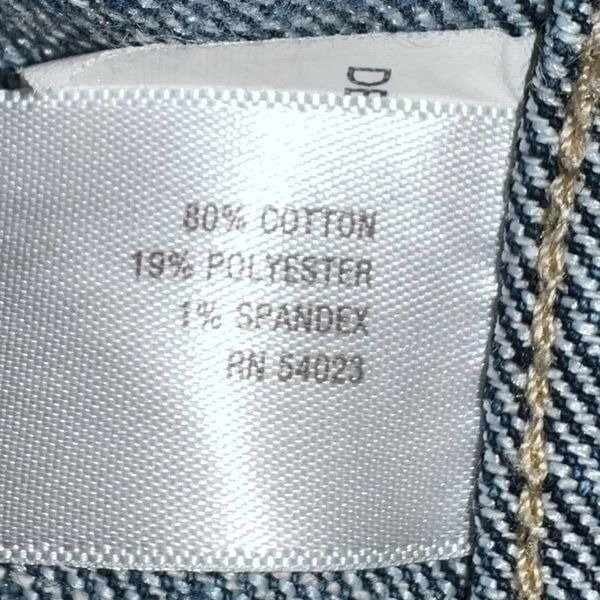 80% COTTON
19% POLYESTER
1% SPANDEX
RN 54023